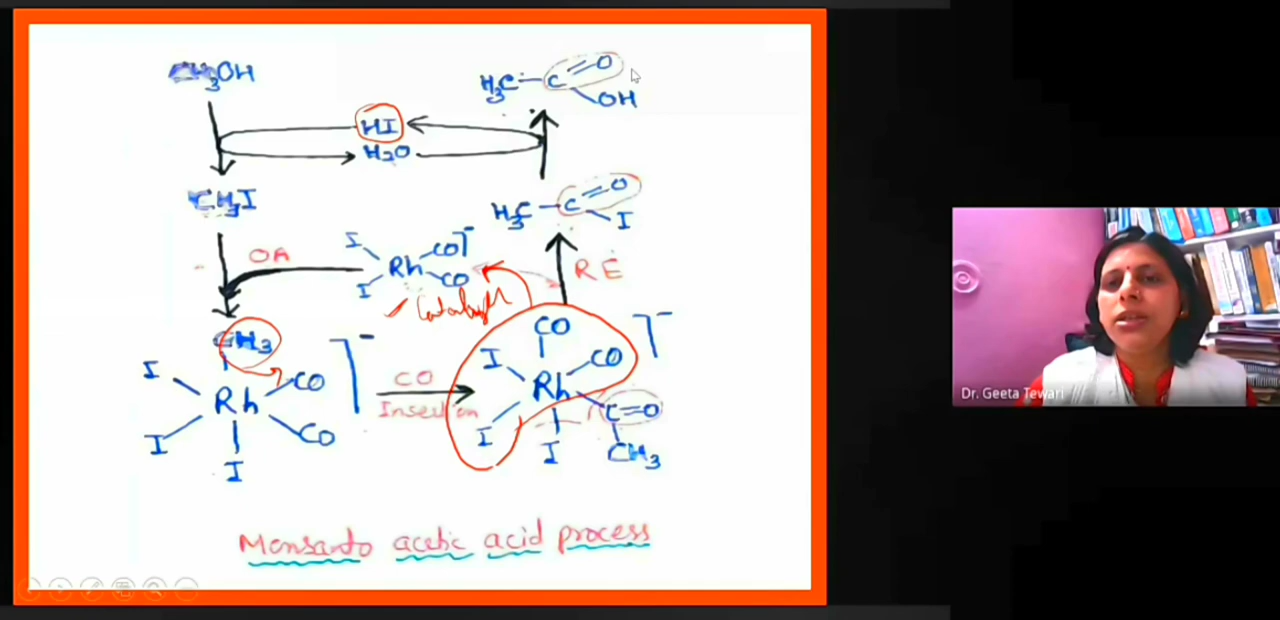 CH3OH
H3C-C=O
OH
HI
H2O
CH3I
H3C-C=O
I
OA
I
I
Rh
CO
CO
-
RE
✓ Catalyst
CH3
I
I
Rh
CO
CO
I
-
CO
Insertion
CO
I
Rh
CO
I
I
C=O
CH3
-
Monsanto acetic acid process
Dr. Geeta Tewari